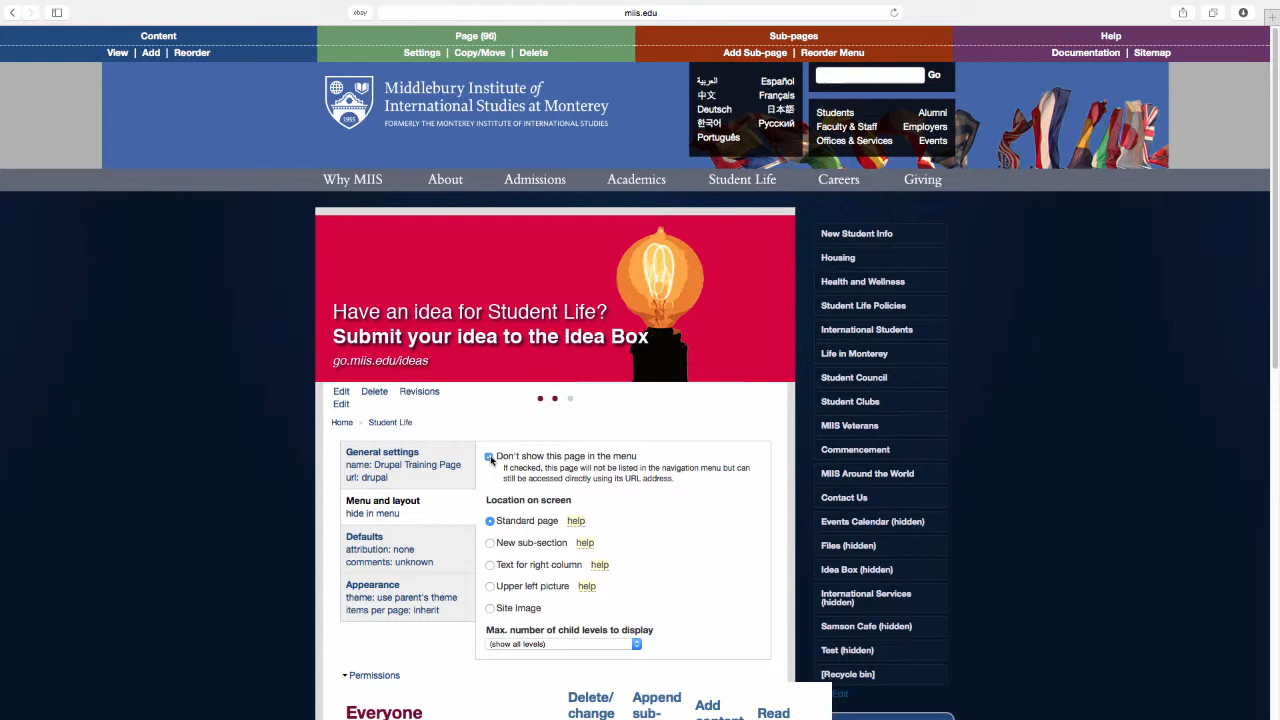 ebay
miis.edu
Content
View | Add | Reorder
Page (96)
Settings | Copy/Move | Delete
Sub-pages
Add Sub-page | Reorder Menu
Help
Documentation | Sitemap
1955
Middlebury Institute of
International Studies at Monterey
FORMERLY THE MONTEREY INSTITUTE OF INTERNATIONAL STUDIES
العربية Español
中文 Français
Deutsch 日本語
한국어 Русский
Português
Go
Students Alumni
Faculty & Staff Employers
Offices & Services Events
Why MIIS About Admissions Academics Student Life Careers Giving
Have an idea for Student Life?
Submit your idea to the Idea Box
go.miis.edu/ideas
Edit Delete Revisions
Edit
Home » Student Life
General settings
name: Drupal Training Page
url: drupal
Menu and layout
hide in menu
Defaults
attribution: none
comments: unknown
Appearance
theme: use parent's theme
items per page: inherit
Don't show this page in the menu
If checked, this page will not be listed in the navigation menu but can
still be accessed directly using its URL address.
Location on screen
Standard page help
New sub-section help
Text for right column help
Upper left picture help
Site Image
Max. number of child levels to display
(show all levels)
Permissions
Everyone
Delete/
change
Append
sub-
Add
Read
New Student Info
Housing
Health and Wellness
Student Life Policies
International Students
Life in Monterey
Student Council
Student Clubs
MIIS Veterans
Commencement
MIIS Around the World
Contact Us
Events Calendar (hidden)
Files (hidden)
Idea Box (hidden)
International Services
(hidden)
Samson Cafe (hidden)
Test (hidden)
[Recycle bin]
Edit